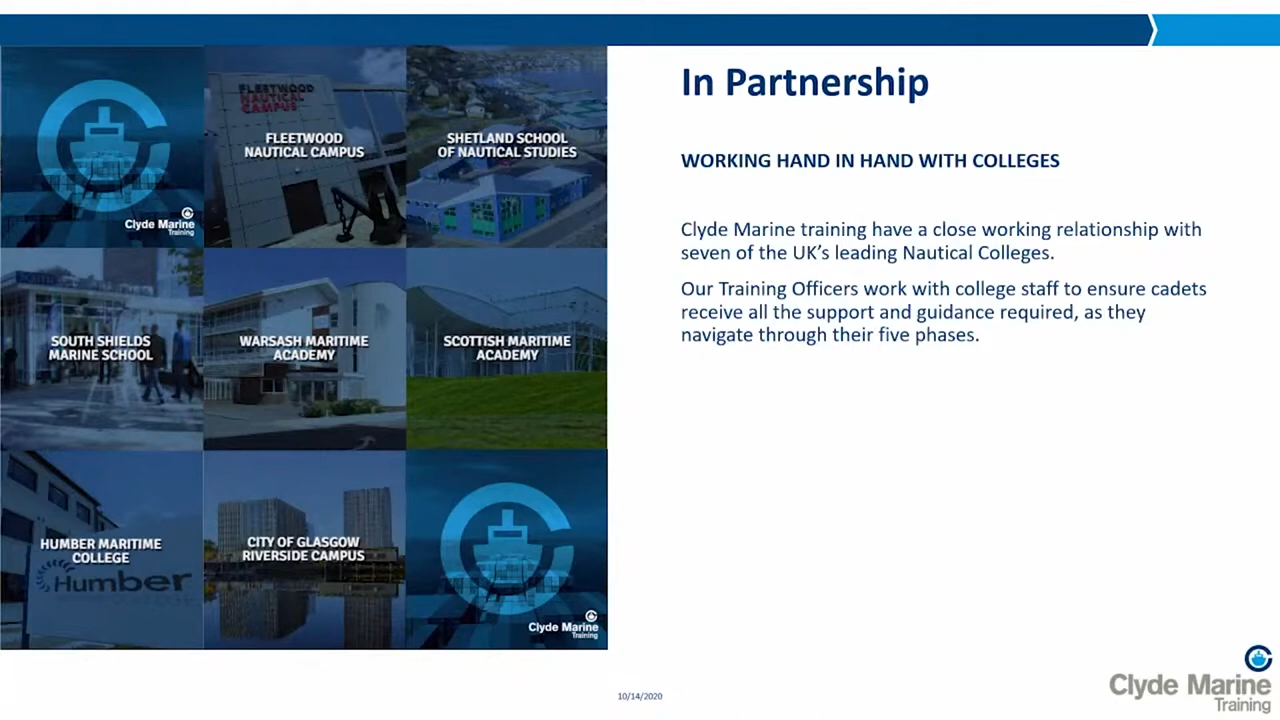 In Partnership
WORKING HAND IN HAND WITH COLLEGES
Clyde Marine training have a close working relationship with
seven of the UK’s leading Nautical Colleges.
Our Training Officers work with college staff to ensure cadets
receive all the support and guidance required, as they
navigate through their five phases.
Clyde Marine
Training
FLEETWOOD
NAUTICAL
CAMPUS
FLEETWOOD
NAUTICAL CAMPUS
SHETLAND SCHOOL
OF NAUTICAL STUDIES
SOUTH SHIELDS
MARINE SCHOOL
WARSASH MARITIME
ACADEMY
SCOTTISH MARITIME
ACADEMY
HUMBER MARITIME
COLLEGE
Humber
CITY OF GLASGOW
RIVERSIDE CAMPUS
Clyde Marine
Training
10/14/2020
Clyde Marine
Training